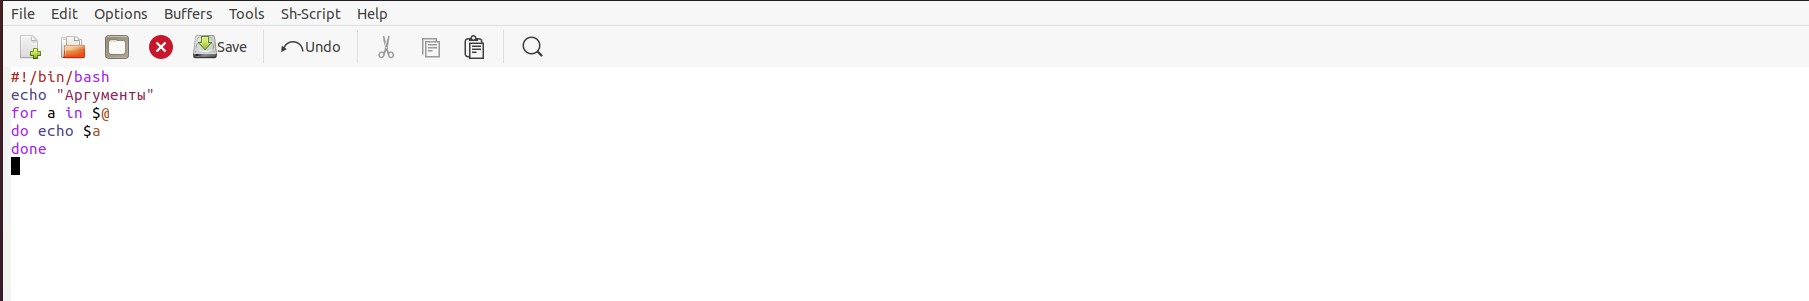 File Edit Options Buffers Tools Sh-Script Help
Save Undo
#!/bin/bash
echo "Аргументы"
for a in $@
do echo $a
done